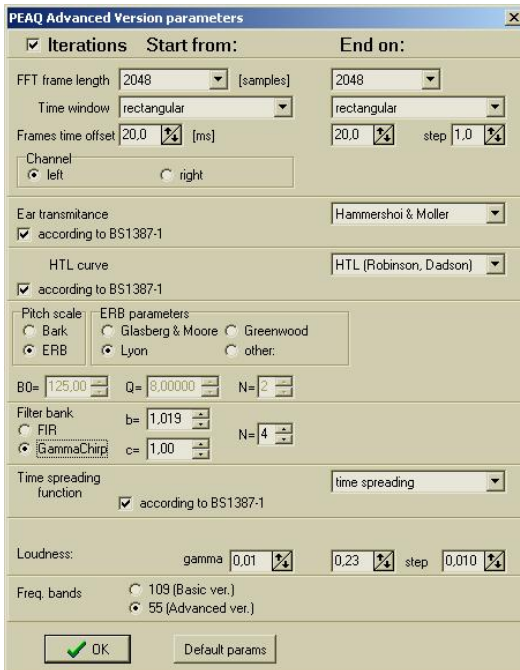 PEAQ Advanced Version parameters
Iterations Start from: End on:
FFT frame length 2048 [samples] 2048
Time window rectangular rectangular
Frames time offset 20,0 [ms] 20,0 step 1,0
Channel
left right
Ear transmitance Hammershoi & Moller
according to BS1387-1
HTL curve HTL (Robinson, Dadson)
according to BS1387-1
Pitch scale ERB parameters
Bark Glasberg & Moore Greenwood
ERB Lyon other:
B0= 125,00 Q= 8,00000 N= 2
Filter bank b= 1,019
FIR N= 4
GammaChirp c= 1,00
Time spreading time spreading
function according to BS1387-1
Loudness: gamma 0,01 0,23 step 0,010
Freq. bands 109 (Basic ver.)
55 (Advanced ver.)
OK Default params